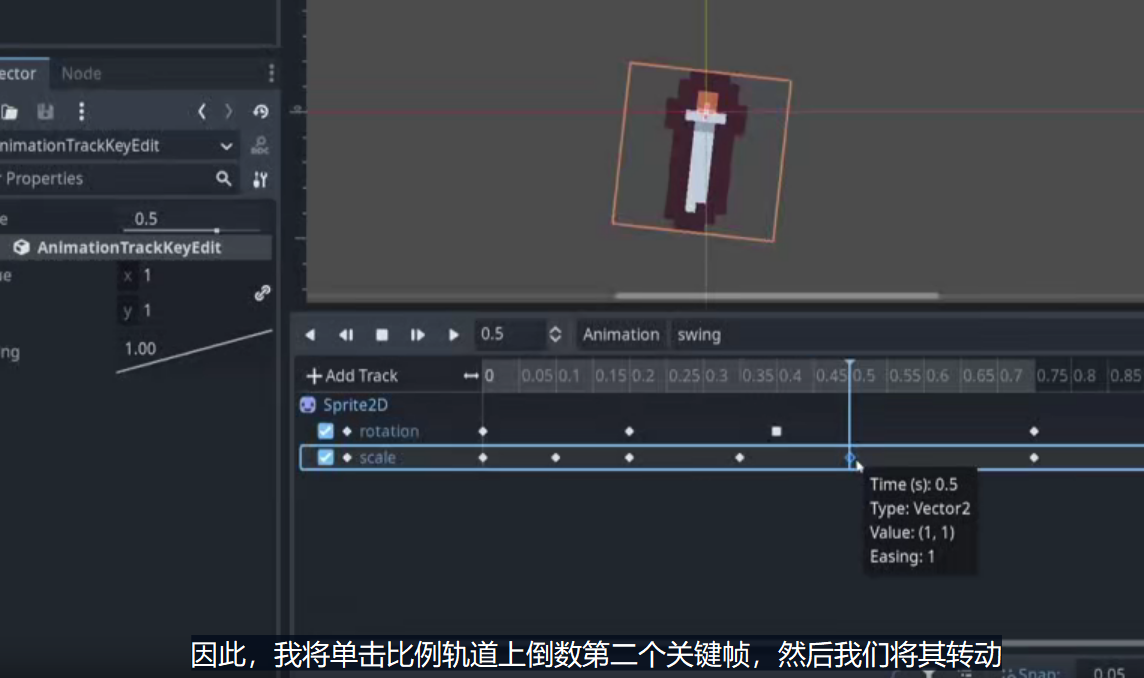 ector Node
nimationTrackKeyEdit
Properties
e 0.5
AnimationTrackKeyEdit
ue x 1
y 1
ng 1.00
0
0.5 Animation swing
Add Track 0 0.05 0.1 0.15 0.2 0.25 0.3 0.35 0.4 0.45 0.5 0.55 0.6 0.65 0.7 0.75 0.8 0.85
Sprite2D
rotation
scale
Time (s): 0.5
Type: Vector2
Value: (1, 1)
Easing: 1
因此，我将单击比例轨道上倒数第二个关键帧，然后我们将其转动
Snap: 0.05